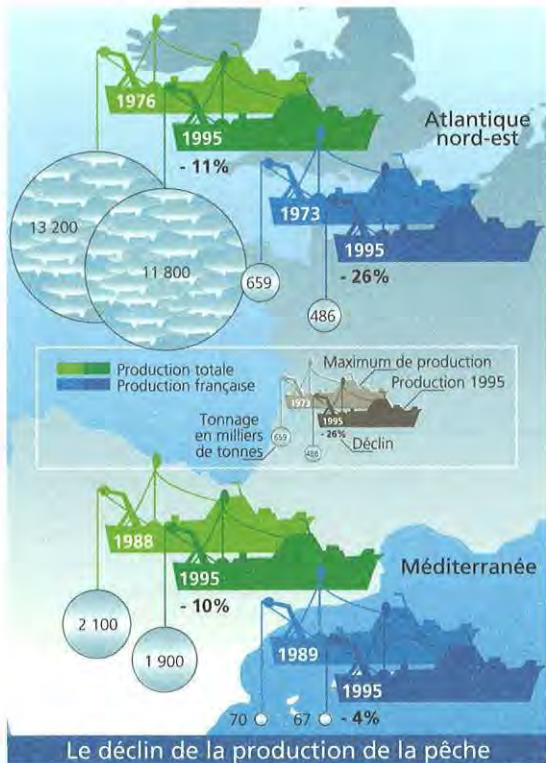 1976
1995
- 11%
Atlantique
nord-est
13 200
11 800
1973
1995
- 26%
659
486
Production totale
Production française
Maximum de production
Production 1995
1973
1995
- 26%
Déclin
Tonnage
en milliers
de tonnes
659
486
1988
1995
- 10%
Méditerranée
2 100
1 900
1989
1995
- 4%
70
67
Le déclin de la production de la pêche